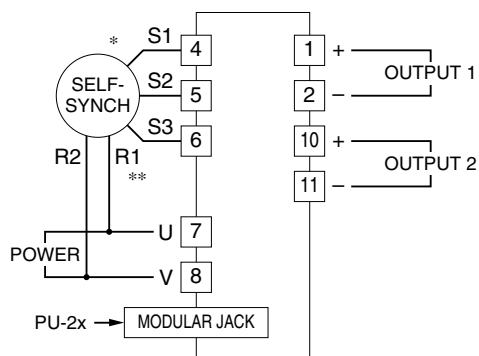 * S1 4 1 + OUTPUT 1
SELF-
SYNCH
S2 5 2 −
S3 6 10 + OUTPUT 2
R2 R1
**
11 −
U 7
POWER
V 8
PU-2x MODULAR JACK